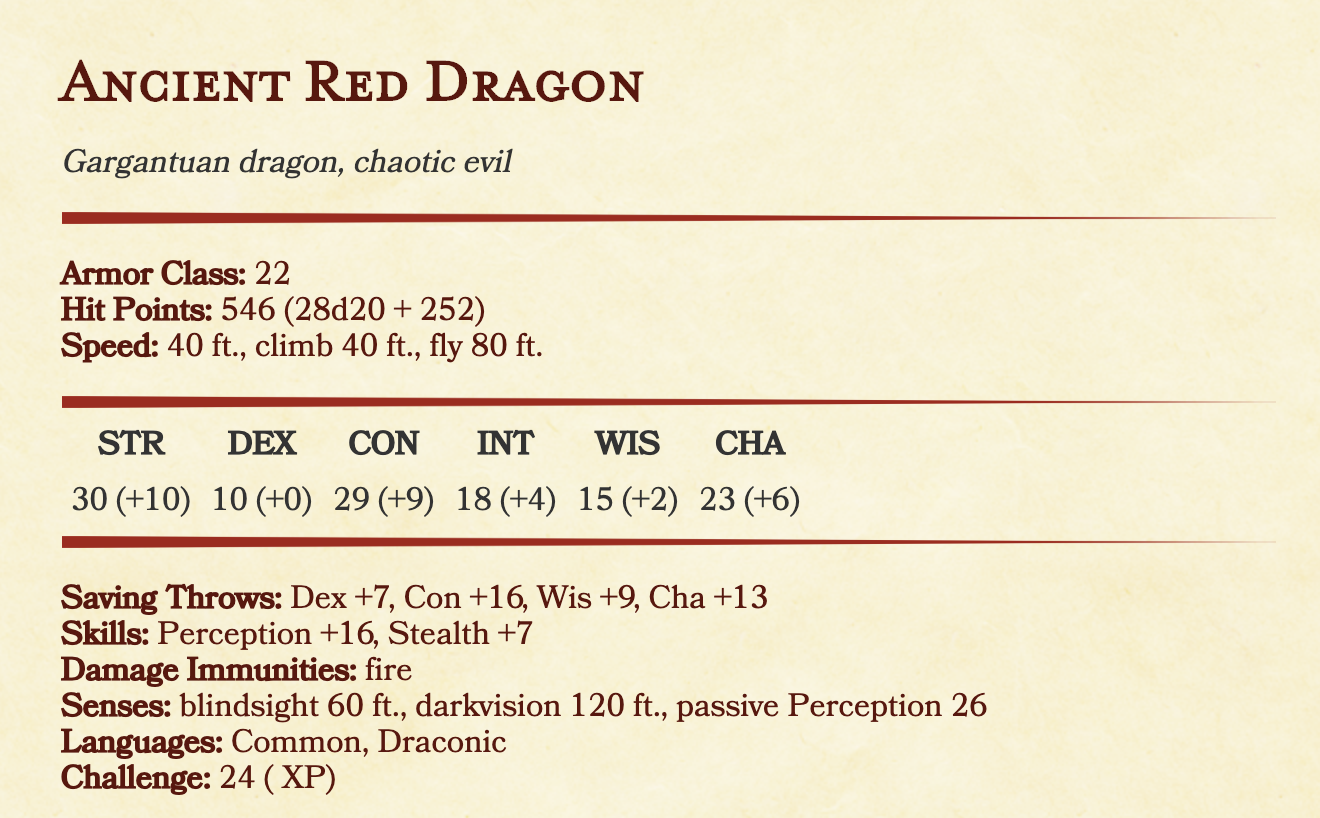 Ancient Red Dragon
Gargantuan dragon, chaotic evil
Armor Class: 22
Hit Points: 546 (28d20 + 252)
Speed: 40 ft., climb 40 ft., fly 80 ft.
STR DEX CON INT WIS CHA
30 (+10) 10 (+0) 29 (+9) 18 (+4) 15 (+2) 23 (+6)
Saving Throws: Dex +7, Con +16, Wis +9, Cha +13
Skills: Perception +16, Stealth +7
Damage Immunities: fire
Senses: blindsight 60 ft., darkvision 120 ft., passive Perception 26
Languages: Common, Draconic
Challenge: 24 ( XP)